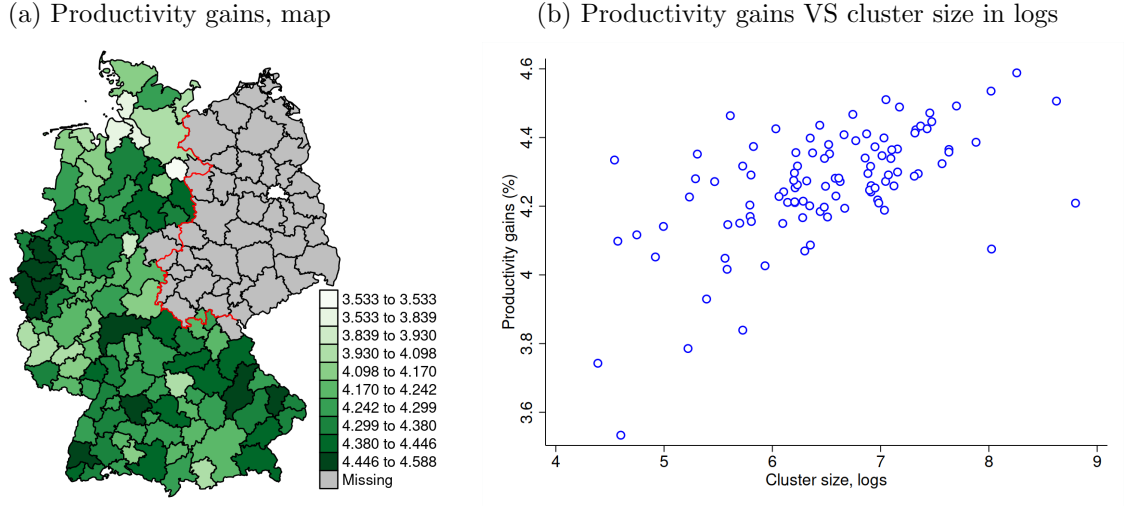 (a) Productivity gains, map
3.533 to 3.533
3.533 to 3.839
3.839 to 3.930
3.930 to 4.098
4.098 to 4.170
4.170 to 4.242
4.242 to 4.299
4.299 to 4.380
4.380 to 4.446
4.446 to 4.588
Missing
(b) Productivity gains VS cluster size in logs
Productivity gains (%)
4.6
4.4
4.2
4
3.8
3.6
4 5 6 7 8 9
Cluster size, logs